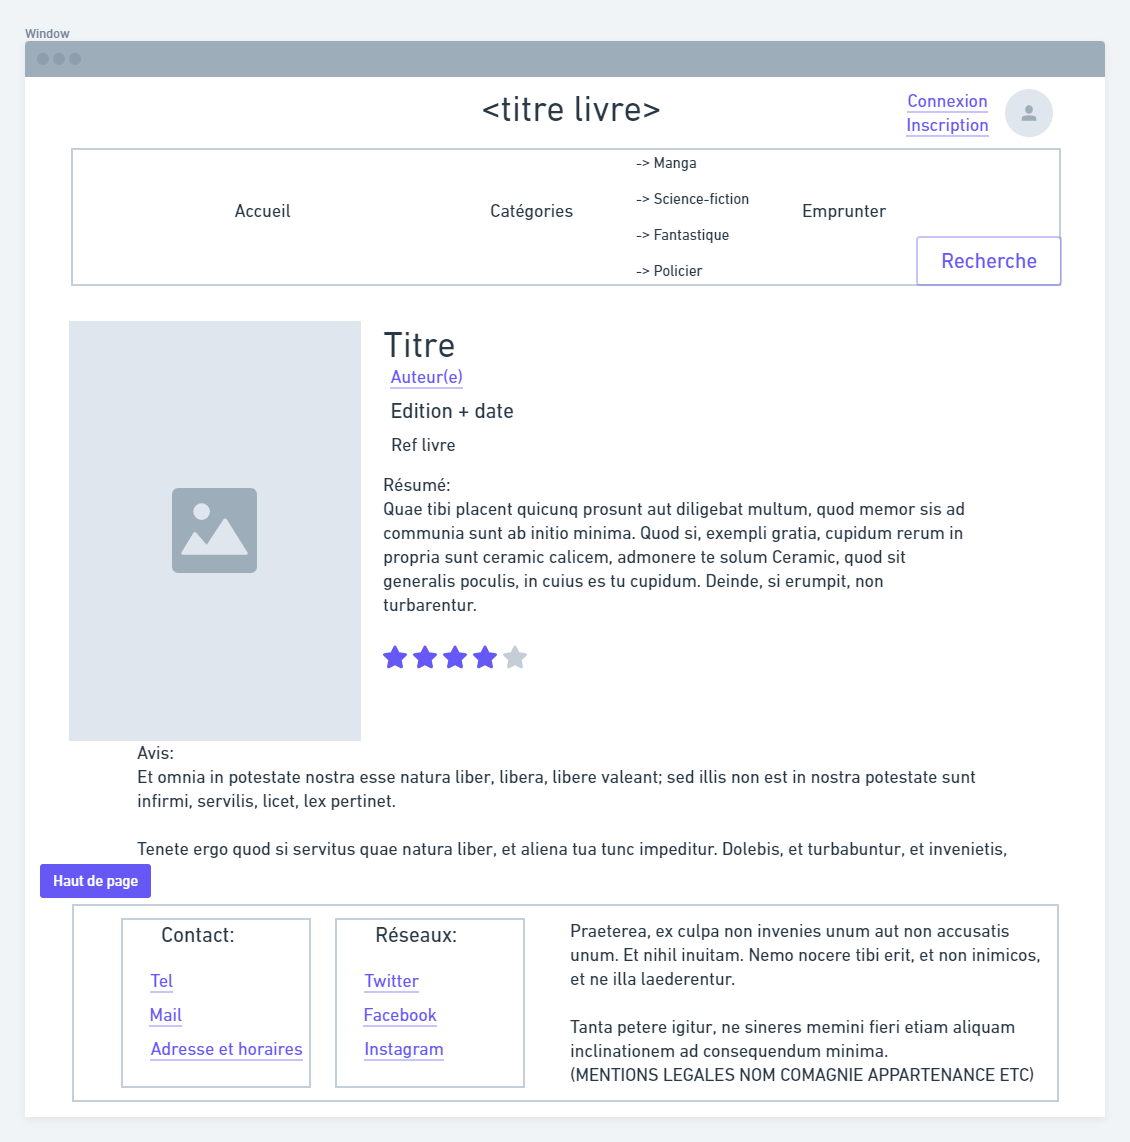 Window
<titre livre>
Connexion
Inscription
Accueil
Catégories
-> Manga
-> Science-fiction
-> Fantastique
-> Policier
Emprunter
Recherche
Titre
Auteur(e)
Edition + date
Ref livre
Résumé:
Quae tibi placent quicunq prosunt aut diligebat multum, quod memor sis ad
communia sunt ab initio minima. Quod si, exempli gratia, cupidum rerum in
propria sunt ceramic calicem, admonere te solum Ceramic, quod sit
generalis poculis, in cuius es tu cupidum. Deinde, si erumpit, non
turbarentur.
Avis:
Et omnia in potestate nostra esse natura liber, libera, libere valeant; sed illis non est in nostra potestate sunt
infirmi, servilis, licet, lex pertinet.
Tenete ergo quod si servitus quae natura liber, et aliena tua tunc impeditur. Dolebis, et turbabuntur, et invenietis,
Haut de page
Contact:
Tel
Mail
Adresse et horaires
Réseaux:
Twitter
Facebook
Instagram
Praeterea, ex culpa non invenies unum aut non accusatis
unum. Et nihil inuitam. Nemo nocere tibi erit, et non inimicos,
et ne illa laederentur.
Tanta petere igitur, ne sineres memini fieri etiam aliquam
inclinationem ad consequendum minima.
(MENTIONS LEGALES NOM COMAGNIE APPARTENANCE ETC)